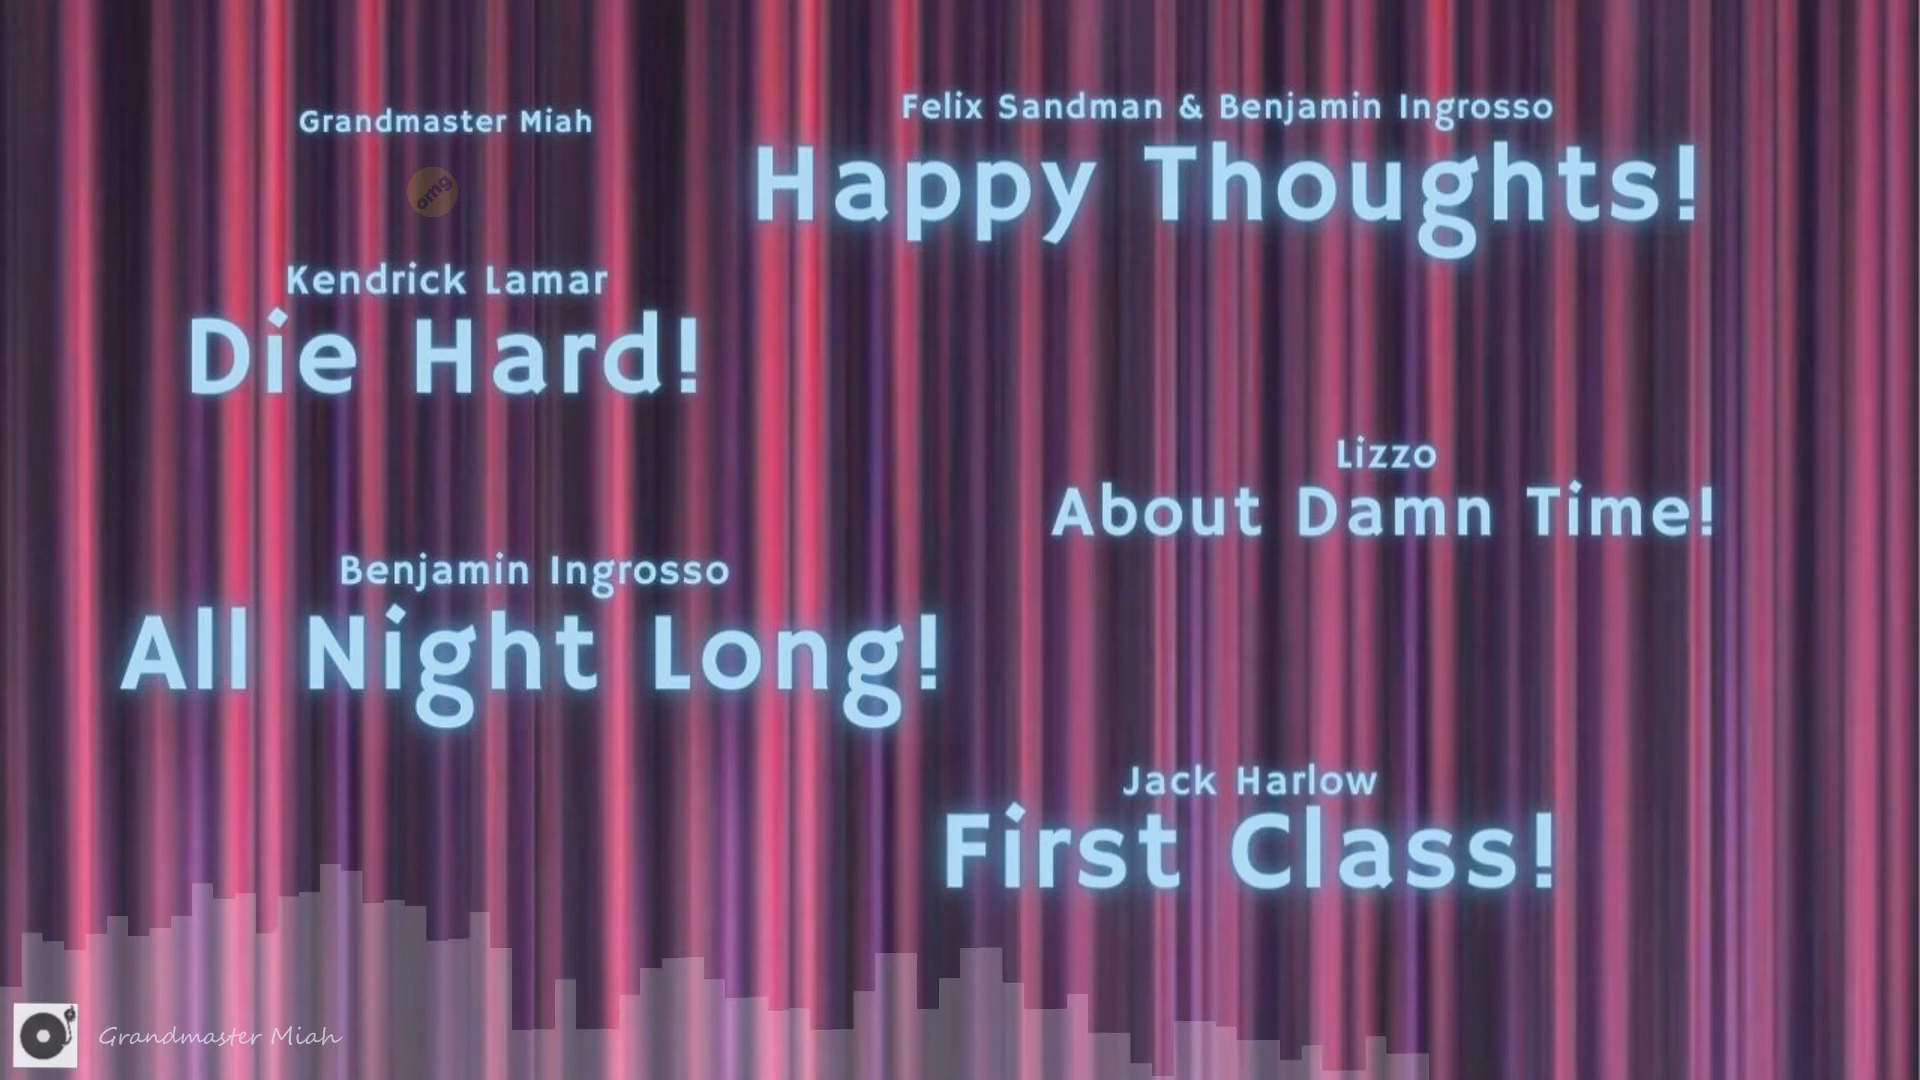 Grandmaster Miah
omg
Felix Sandman & Benjamin Ingrosso
Happy Thoughts!
Kendrick Lamar
Die Hard!
Lizzo
About Damn Time!
Benjamin Ingrosso
All Night Long!
Jack Harlow
First Class!
Grandmaster Miah